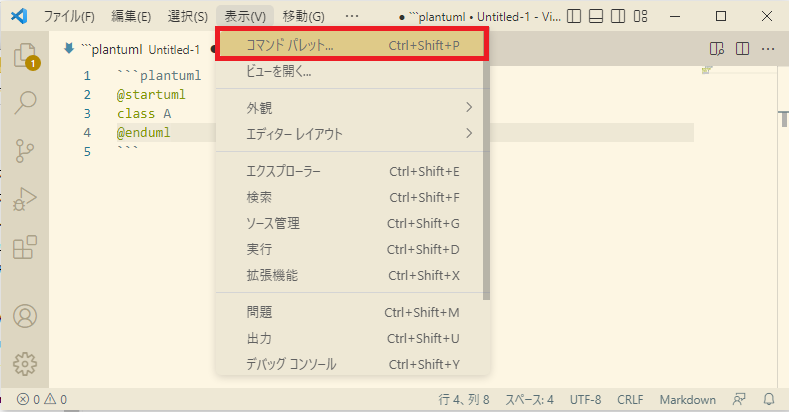 ファイル(F) 編集(E) 選択(S) 表示(V) 移動(G) ··· ● ```plantuml • Untitled-1 - Vi...
```plantuml Untitled-1 ●
1 ```plantuml
2 @startuml
3 class A
4 @enduml
5 ```
コマンド パレット... Ctrl+Shift+P
ビューを開く...
外観
エディター レイアウト
エクスプローラー Ctrl+Shift+E
検索 Ctrl+Shift+F
ソース管理 Ctrl+Shift+G
実行 Ctrl+Shift+D
拡張機能 Ctrl+Shift+X
問題 Ctrl+Shift+M
出力 Ctrl+Shift+U
デバッグ コンソール Ctrl+Shift+Y
1
0 0 行 4、列 8 スペース: 4 UTF-8 CRLF Markdown